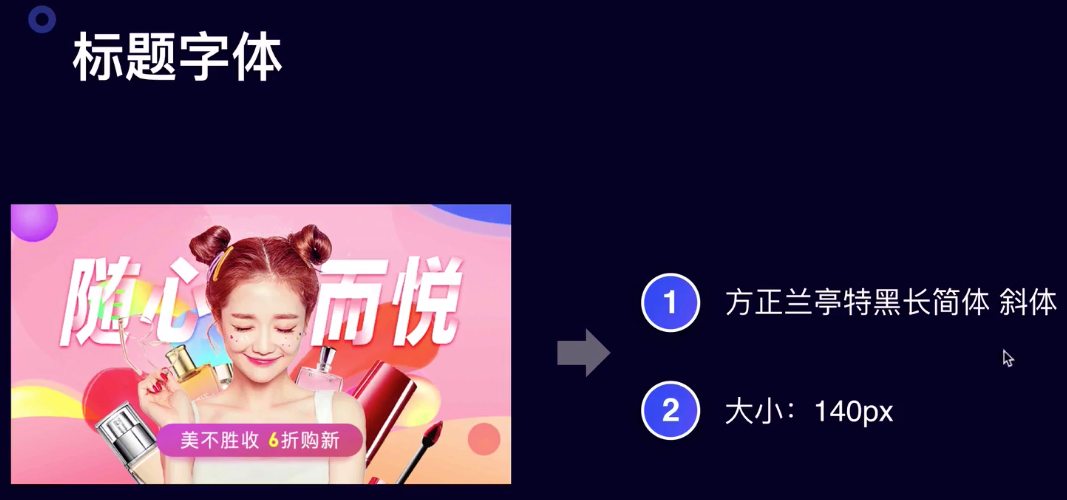 标题字体
随心而悦
美不胜收 6折购新
1 方正兰亭特黑长简体 斜体
2 大小：140px